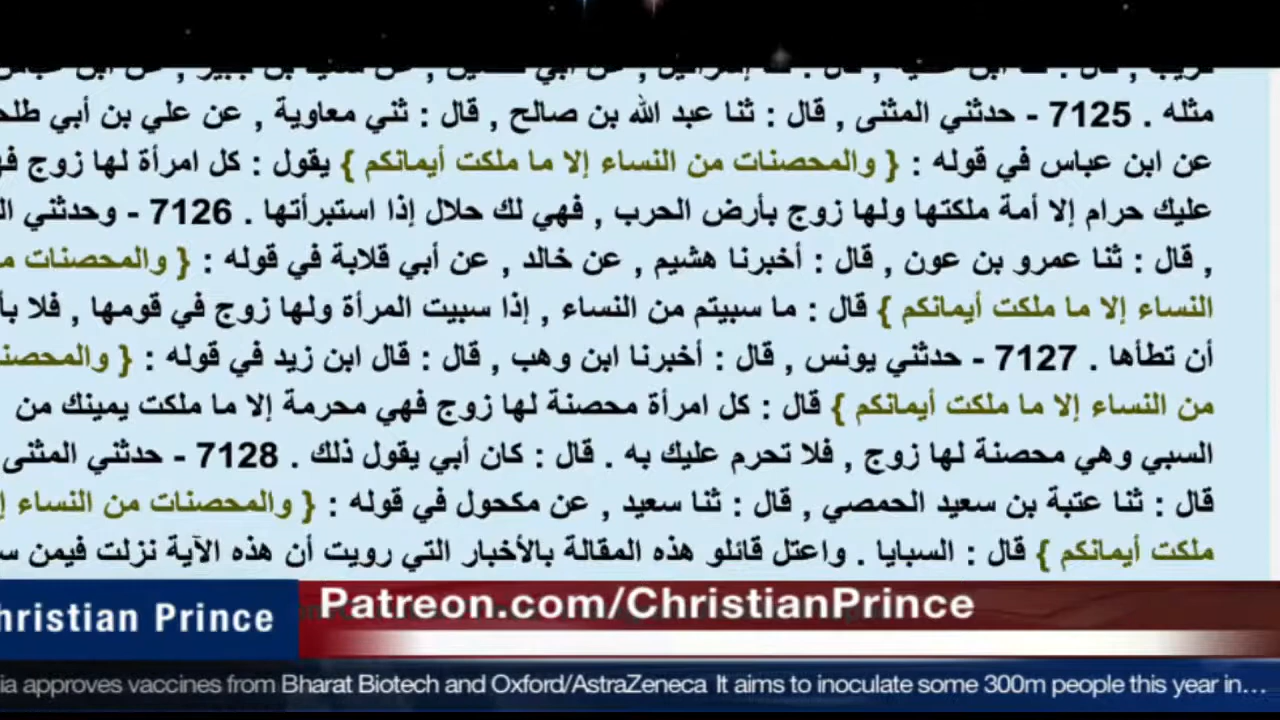 مثله . 7125 - حدثني المثنى , قال : ثنا عبد الله بن صالح , قال : ثني معاوية , عن علي بن أبي طلح
عن ابن عباس في قوله : { والمحصنات من النساء إلا ما ملكت أيمانكم } يقول : كل امرأة لها زوج فه
عليك حرام إلا أمة ملكتها ولها زوج بأرض الحرب , فهي لك حلال إذا استبرأتها . 7126 - وحدثني ال
, قال : ثنا عمرو بن عون , قال : أخبرنا هشيم , عن خالد , عن أبي قلابة في قوله : { والمحصنات م
النساء إلا ما ملكت أيمانكم } قال : ما سبيتم من النساء , إذا سبيت المرأة ولها زوج في قومها , فلا بأ
أن تطأها . 7127 - حدثني يونس , قال : أخبرنا ابن وهب , قال : قال ابن زيد في قوله : { والمحصنا
من النساء إلا ما ملكت أيمانكم } قال : كل امرأة محصنة لها زوج فهي محرمة إلا ما ملكت يمينك من
السبي وهي محصنة لها زوج , فلا تحرم عليك به . قال : كان أبي يقول ذلك . 7128 - حدثني المثنى
قال : ثنا عتبة بن سعيد الحمصي , قال : ثنا سعيد , عن مكحول في قوله : { والمحصنات من النساء إ
ملكت أيمانكم } قال : السبايا . واعتل قائلو هذه المقالة بالأخبار التي رويت أن هذه الآية نزلت فيمن س
hristian Prince
Patreon.com/ChristianPrince
ia approves vaccines from Bharat Biotech and Oxford/AstraZeneca It aims to inoculate some 300m people this year in…